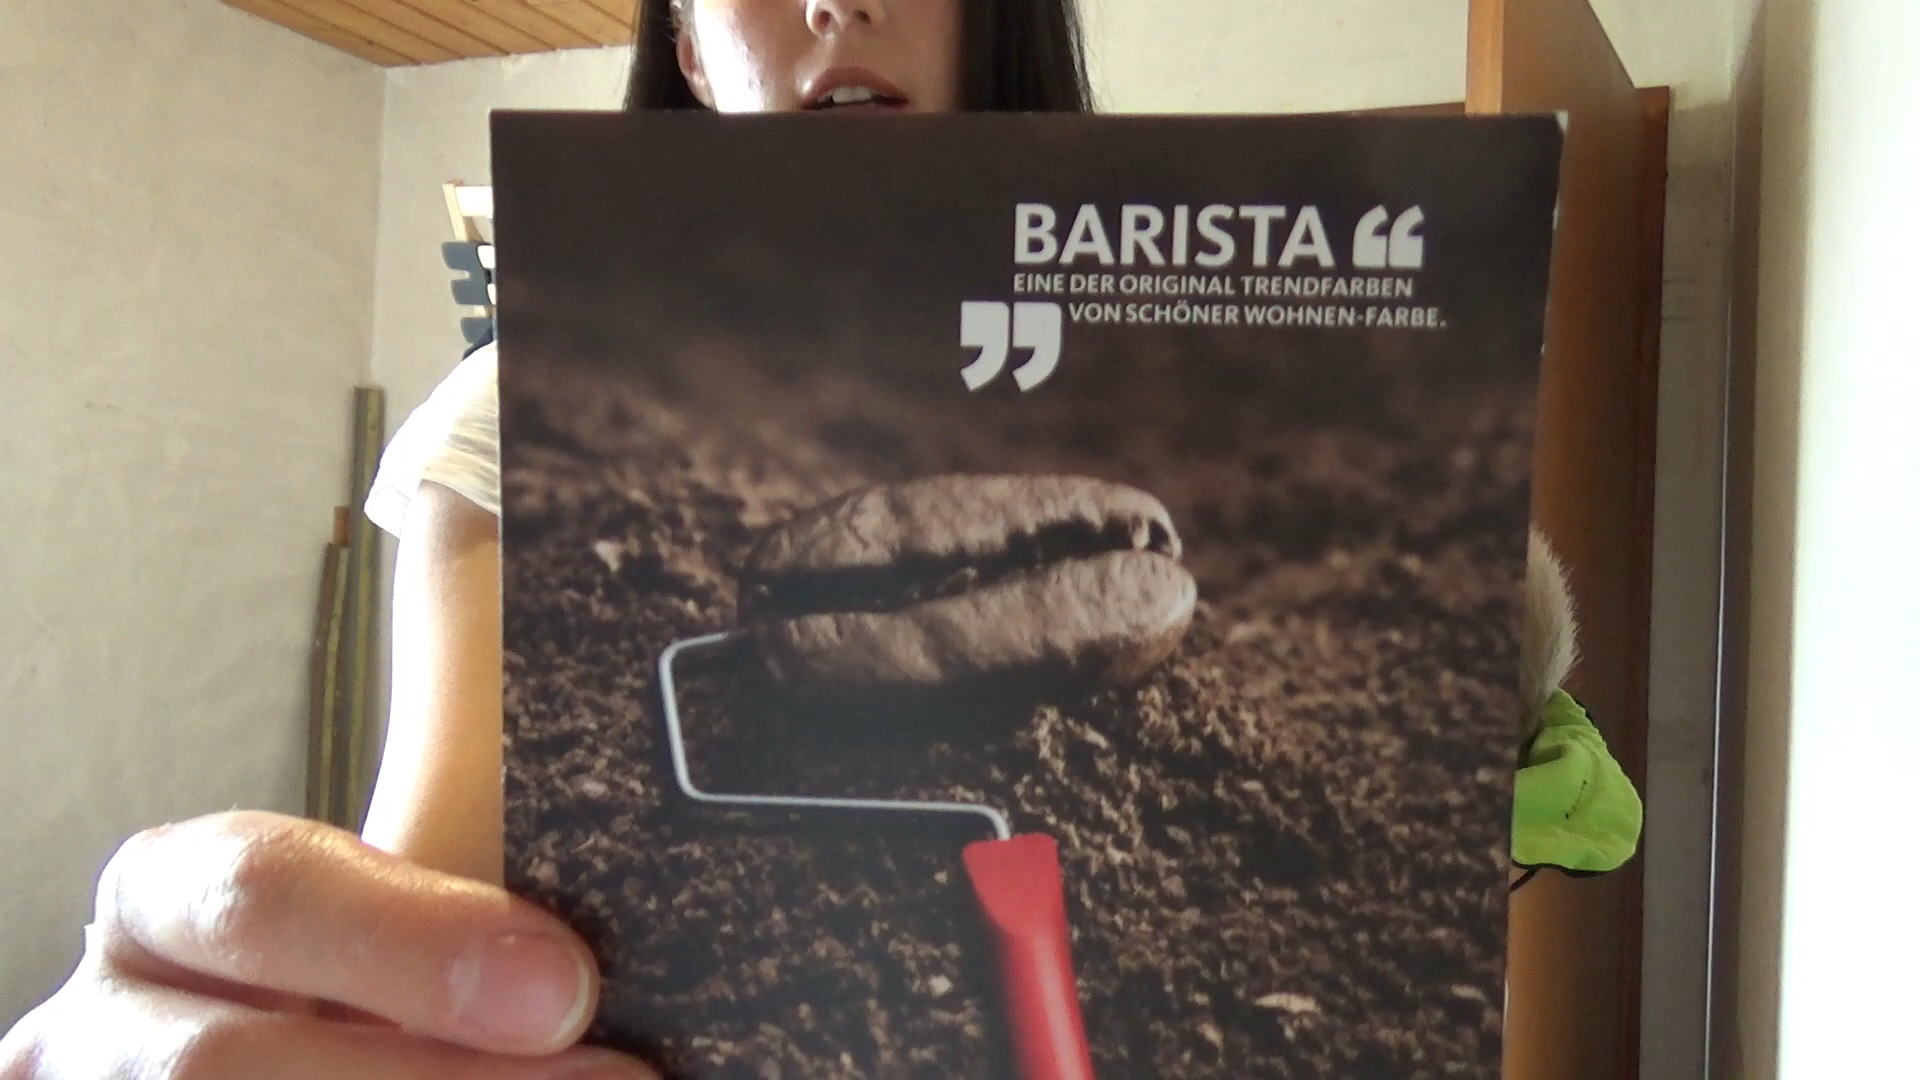 BARISTA “
EINE DER ORIGINAL TRENDFARBEN
” VON SCHÖNER WOHNEN-FARBE.